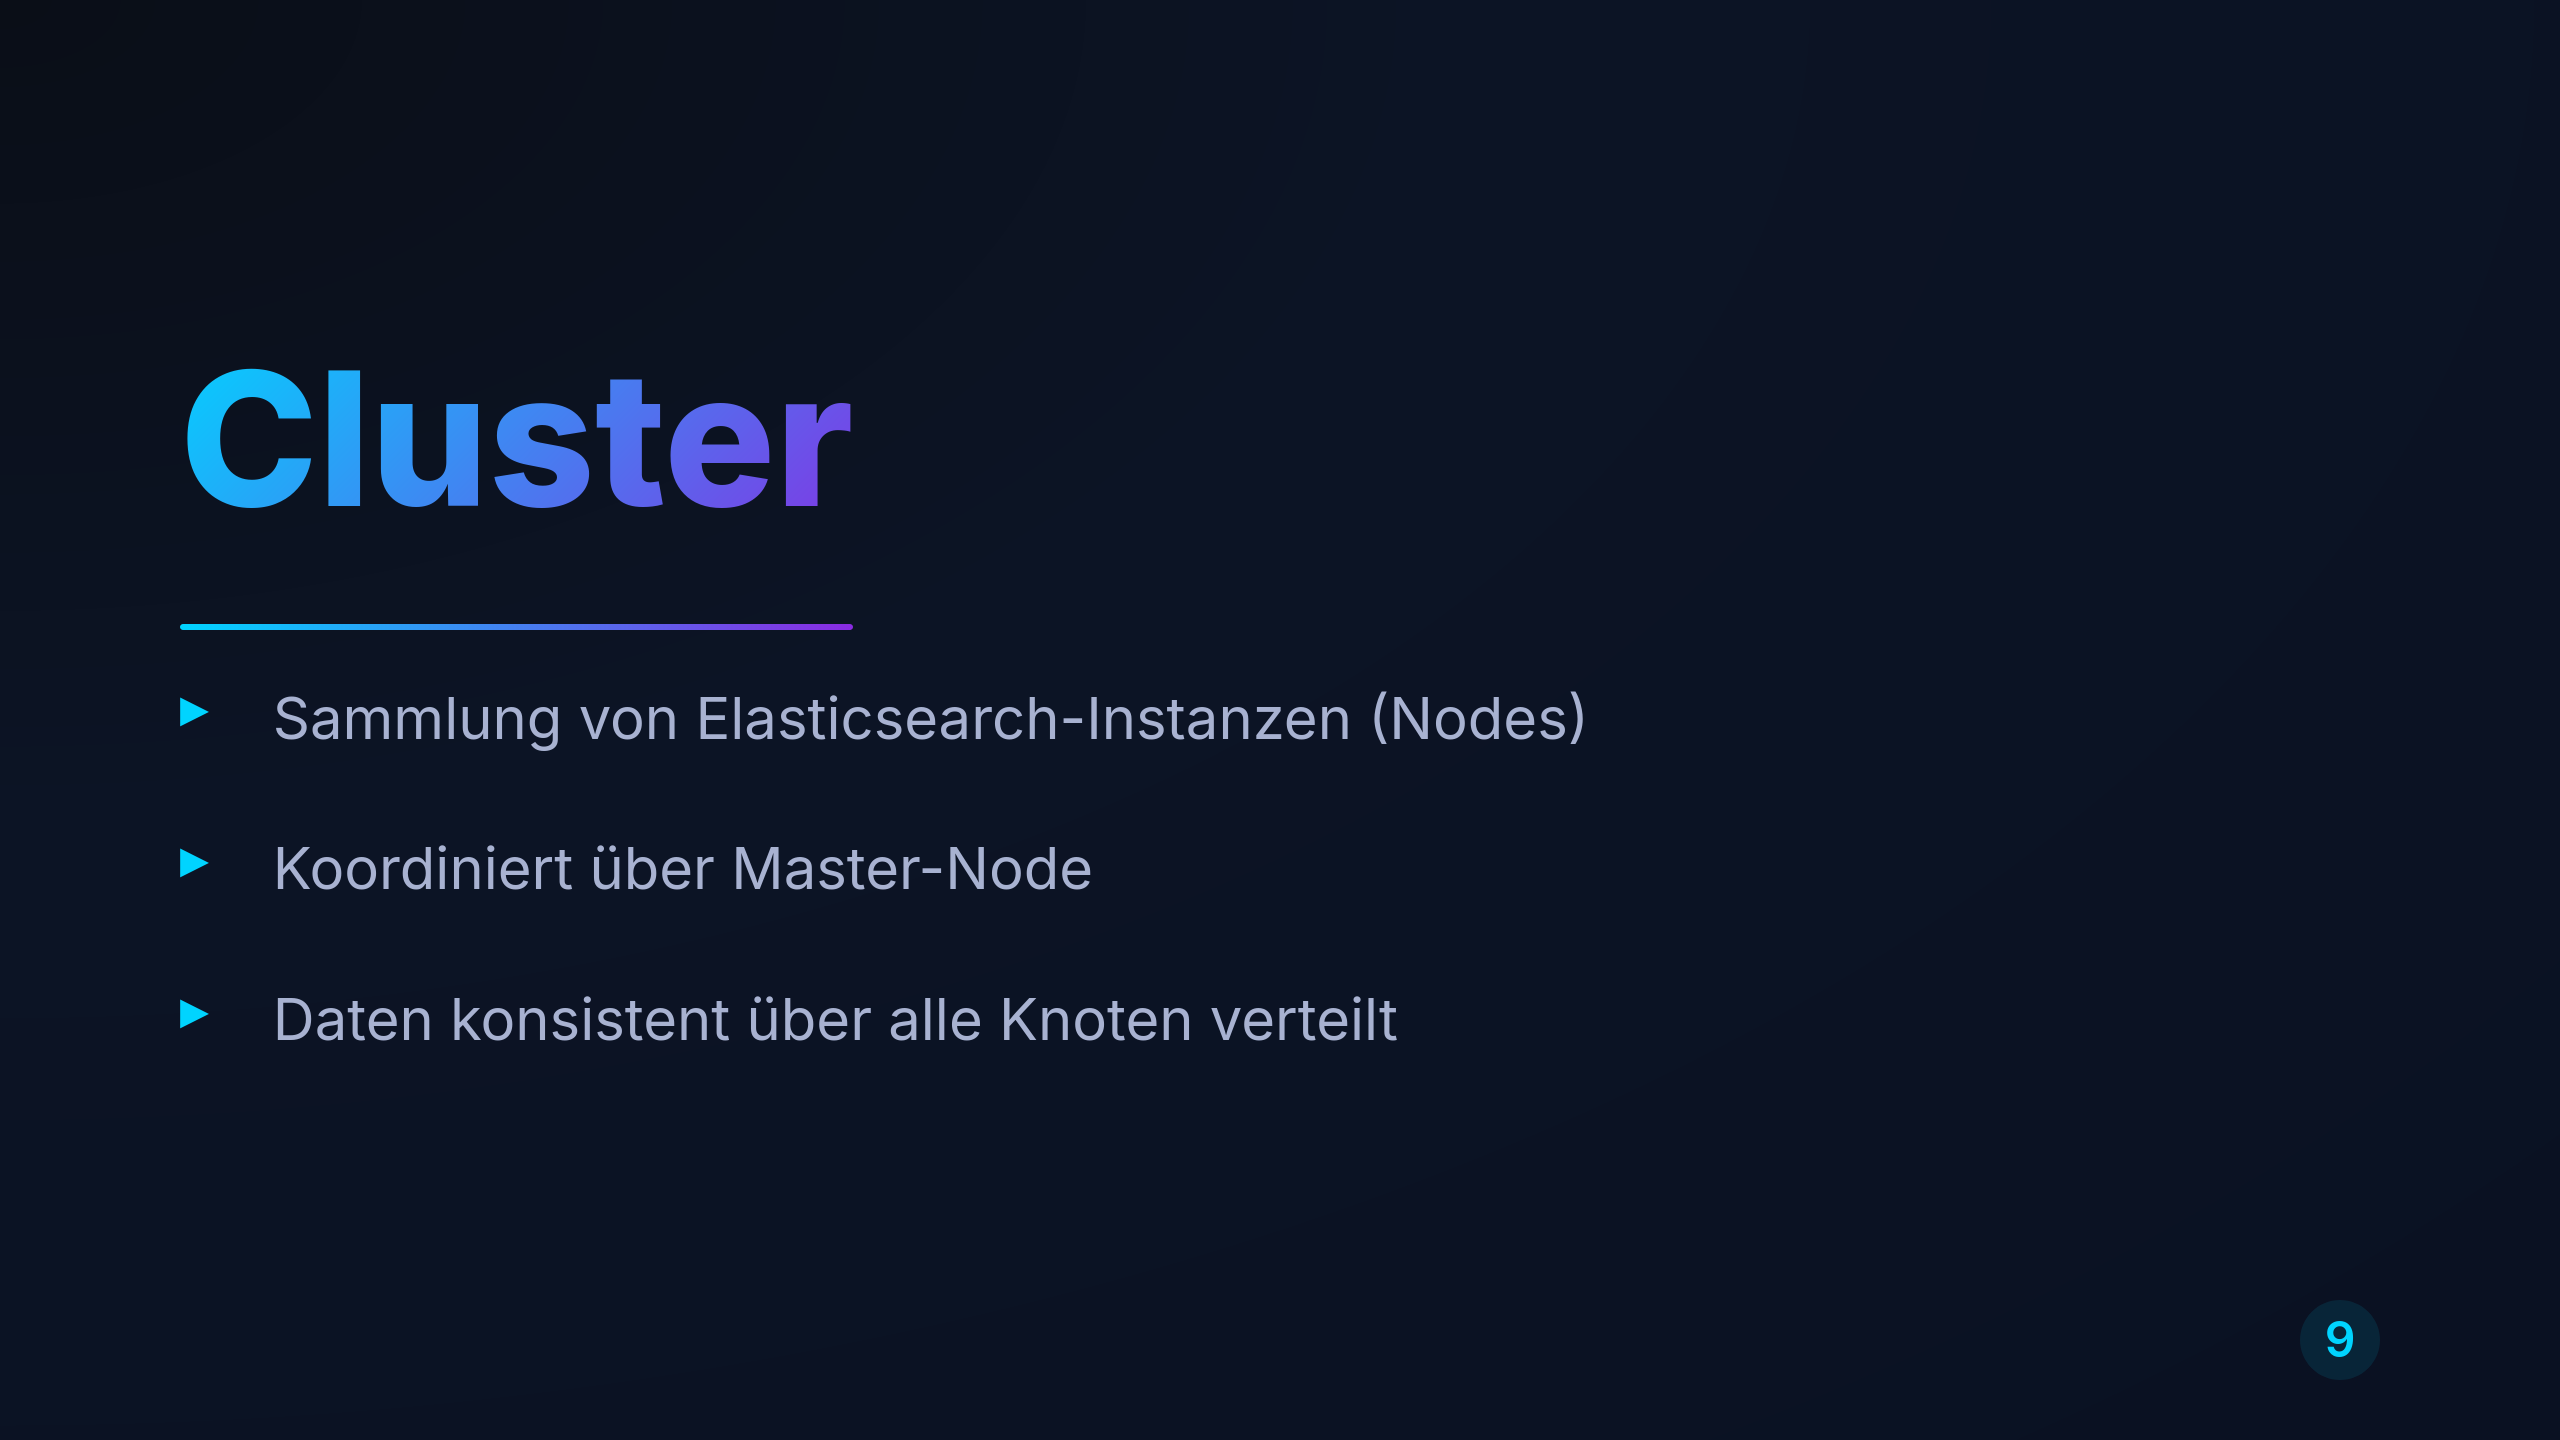 Cluster
▶ Sammlung von Elasticsearch-Instanzen (Nodes)
▶ Koordiniert über Master-Node
▶ Daten konsistent über alle Knoten verteilt
9